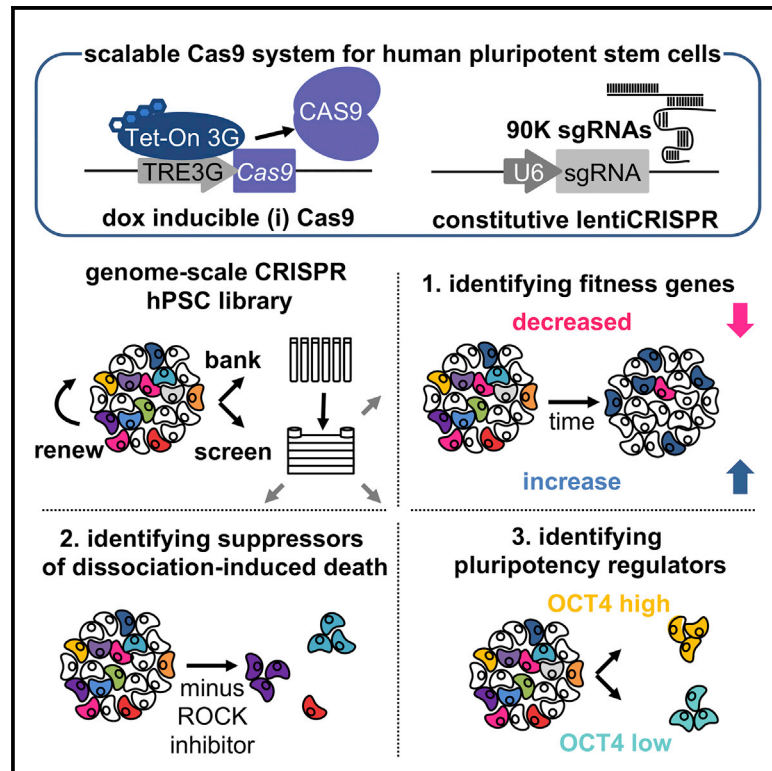 scalable Cas9 system for human pluripotent stem cells
Tet-On 3G
CAS9
TRE3G
Cas9
dox inducible (i) Cas9
90K sgRNAs
U6
sgRNA
constitutive lentiCRISPR
genome-scale CRISPR
hPSC library
bank
renew
screen
1. identifying fitness genes
decreased
time
increase
2. identifying suppressors
of dissociation-induced death
minus
ROCK
inhibitor
3. identifying
pluripotency regulators
OCT4 high
OCT4 low